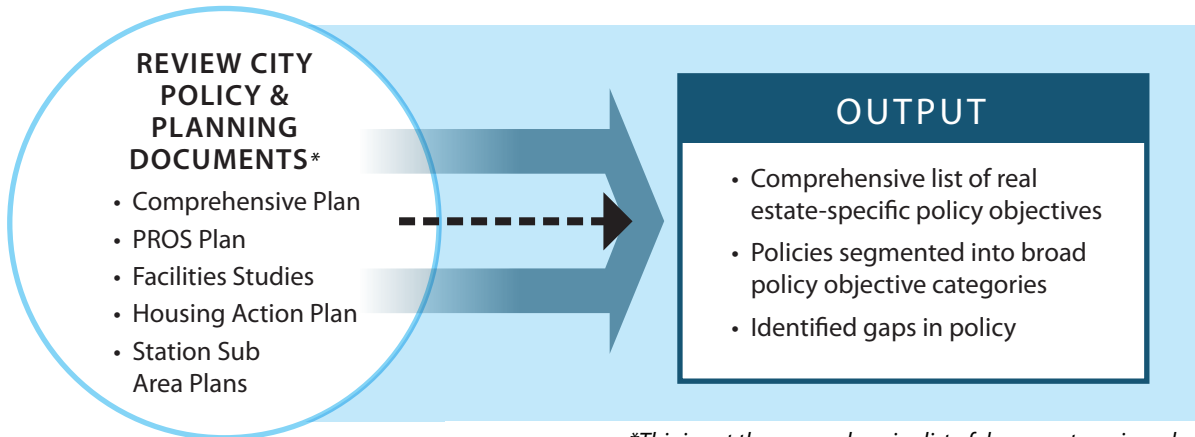 REVIEW CITY
POLICY &
PLANNING
DOCUMENTS*
• Comprehensive Plan
• PROS Plan
• Facilities Studies
• Housing Action Plan
• Station Sub
Area Plans
OUTPUT
• Comprehensive list of real
estate-specific policy objectives
• Policies segmented into broad
policy objective categories
• Identified gaps in policy